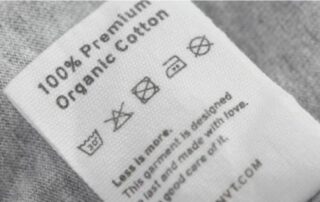 100% Premium
Organic Cotton
30°
Less is more.
This garment is designed
last and made with love.
good care of it.
VT.COM